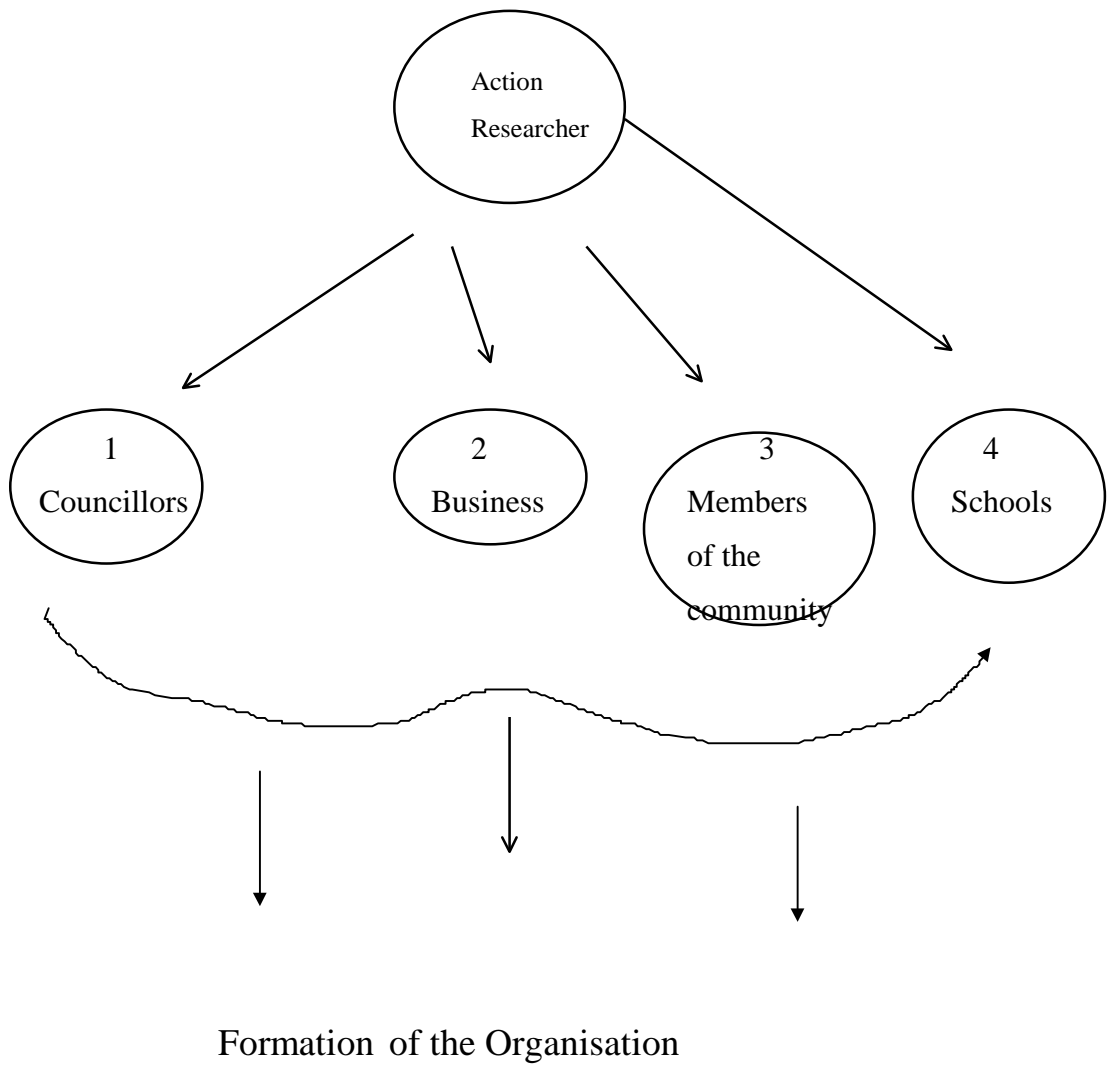 Action
Researcher
1
Councillors
2
Business
3
Members
of the
community
4
Schools
Formation of the Organisation